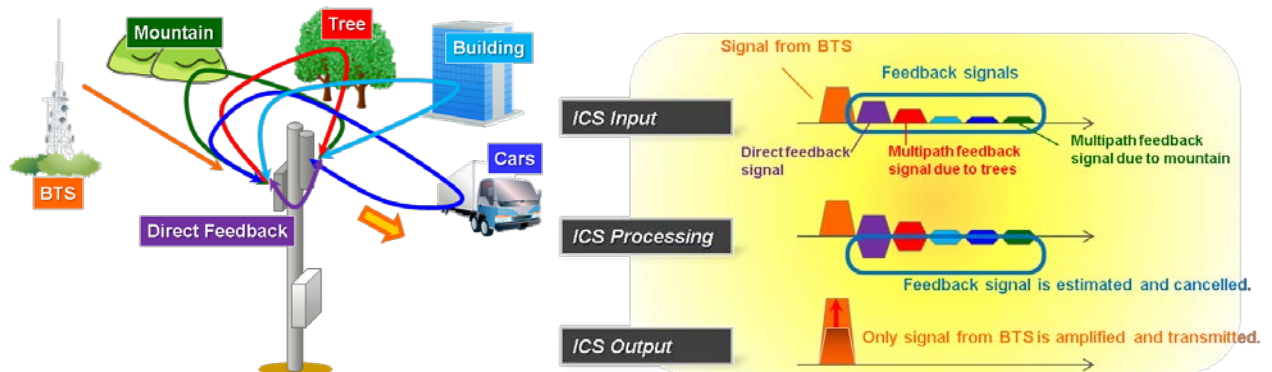 Mountain
Tree
Building
BTS
Cars
Direct Feedback
Signal from BTS
Feedback signals
ICS Input
Direct feedback
signal
Multipath feedback
signal due to trees
Multipath feedback
signal due to mountain
ICS Processing
Feedback signal is estimated and cancelled.
ICS Output
Only signal from BTS is amplified and transmitted.